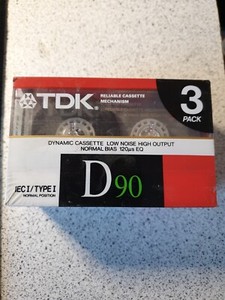 TDK
RELIABLE CASSETTE
MECHANISM
3
PACK
DYNAMIC CASSETTE LOW NOISE HIGH OUTPUT
NORMAL BIAS 120µs EQ
IEC I / TYPE I
NORMAL POSITION
D 90